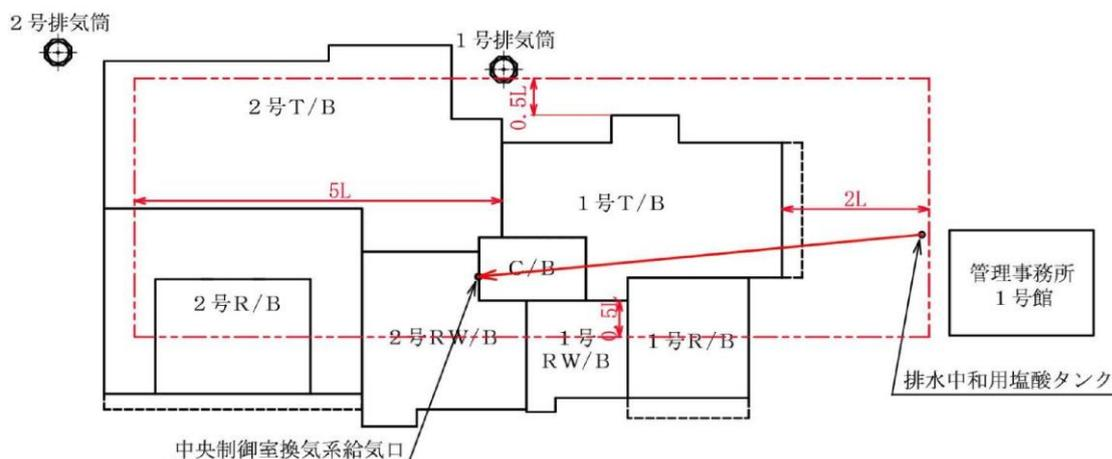 2号排気筒
1号排気筒
2号T/B
0.5L
5L
1号T/B
2L
C/B
管理事務所
1号館
2号R/B
2号RW/B
1号
RW/B
0.5L
1号R/B
排水中和用塩酸タンク
中央制御室換気系給気口